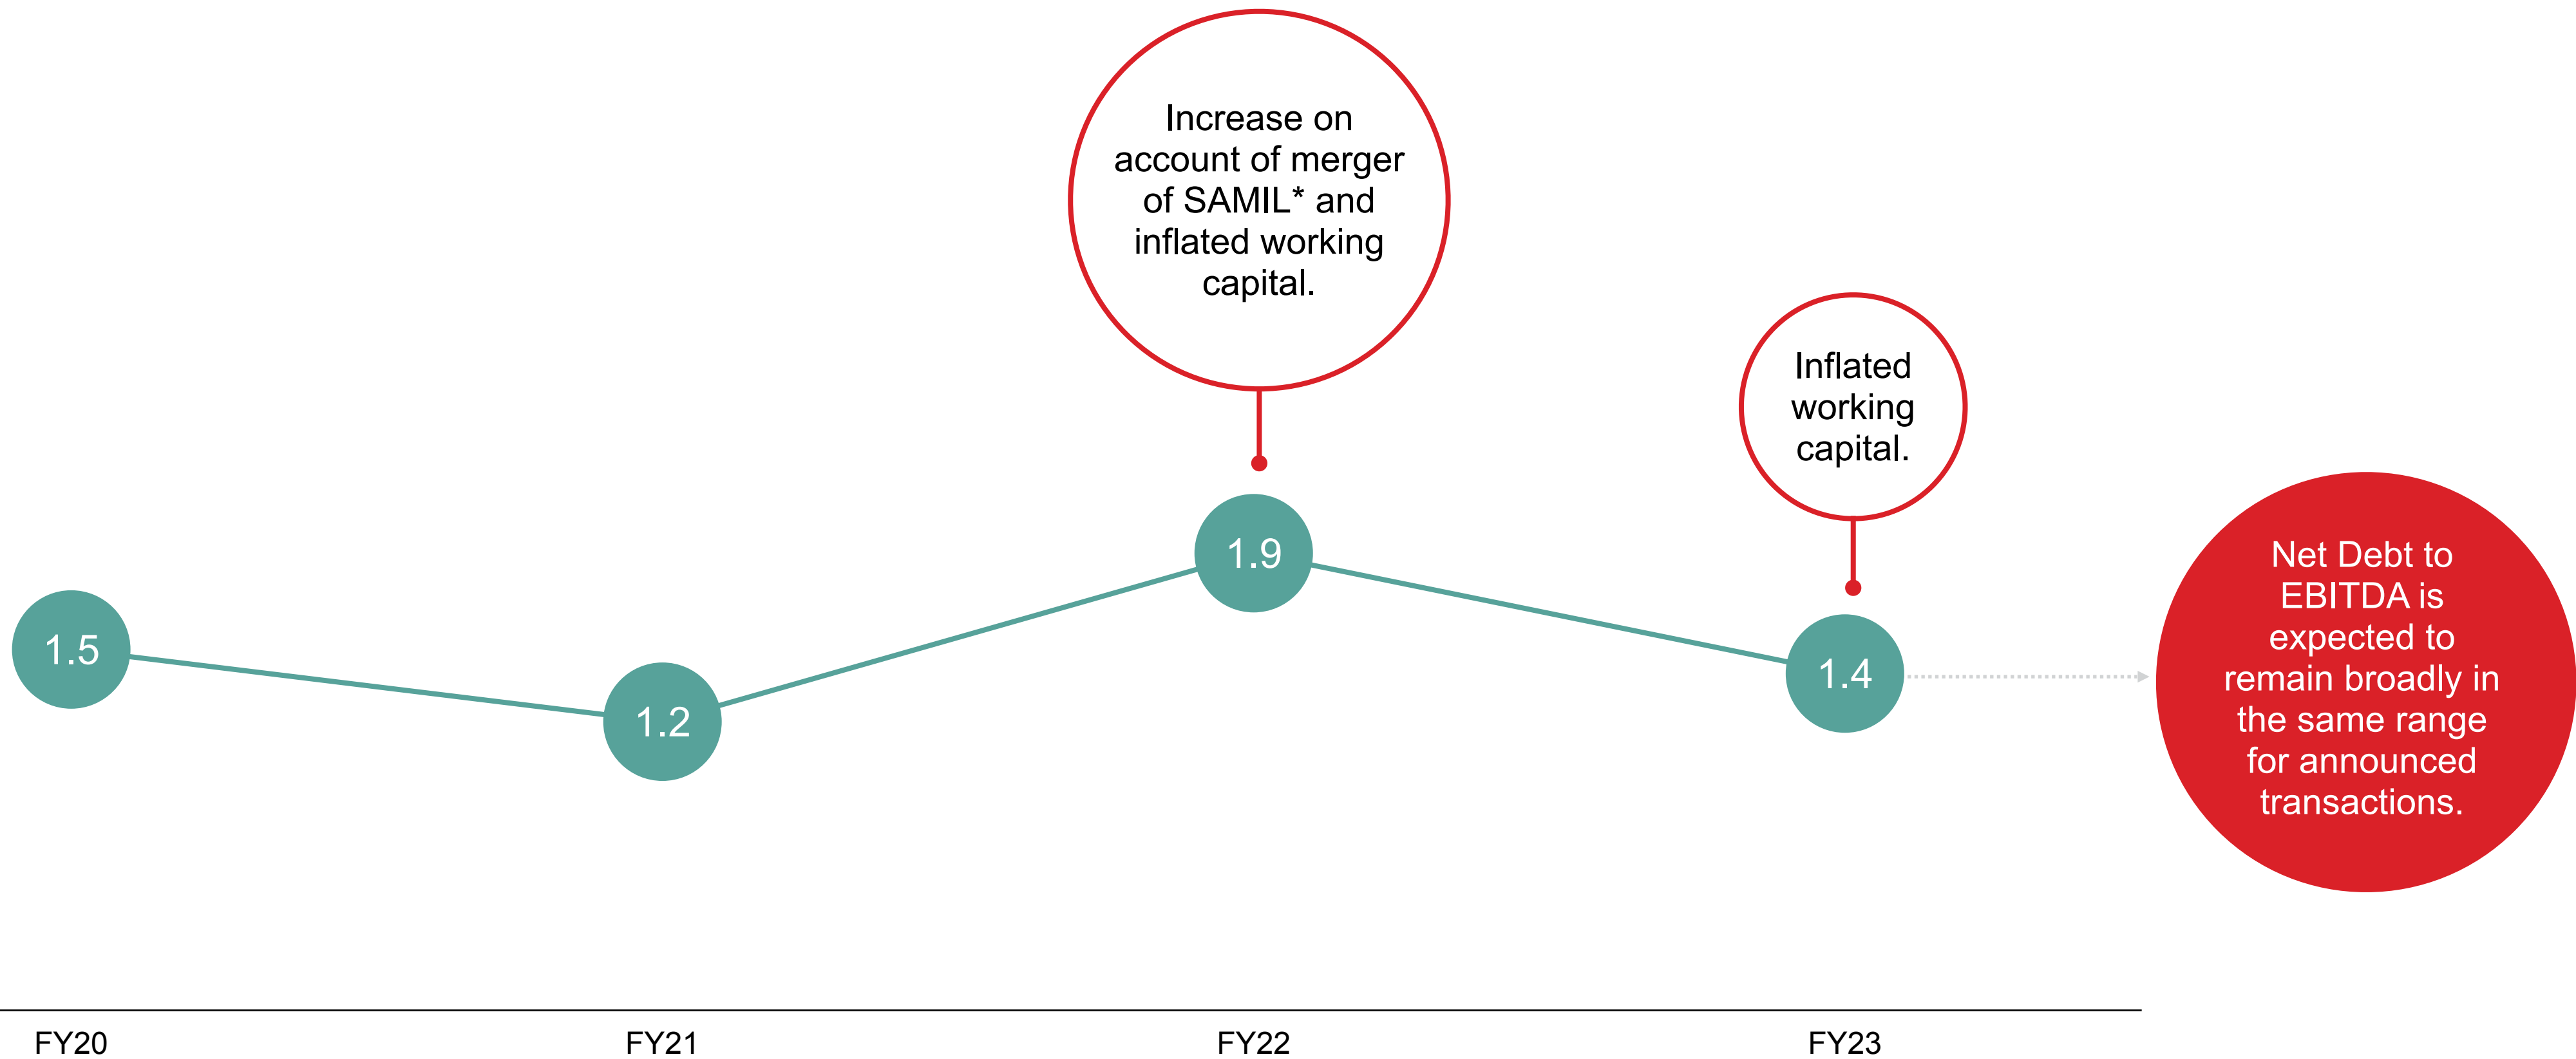 Increase on
account of merger
of SAMIL* and
inflated working
capital.
Inflated
working
capital.
1.5
1.2
1.9
1.4
Net Debt to
EBITDA is
expected to
remain broadly in
the same range
for announced
transactions.
FY20
FY21
FY22
FY23